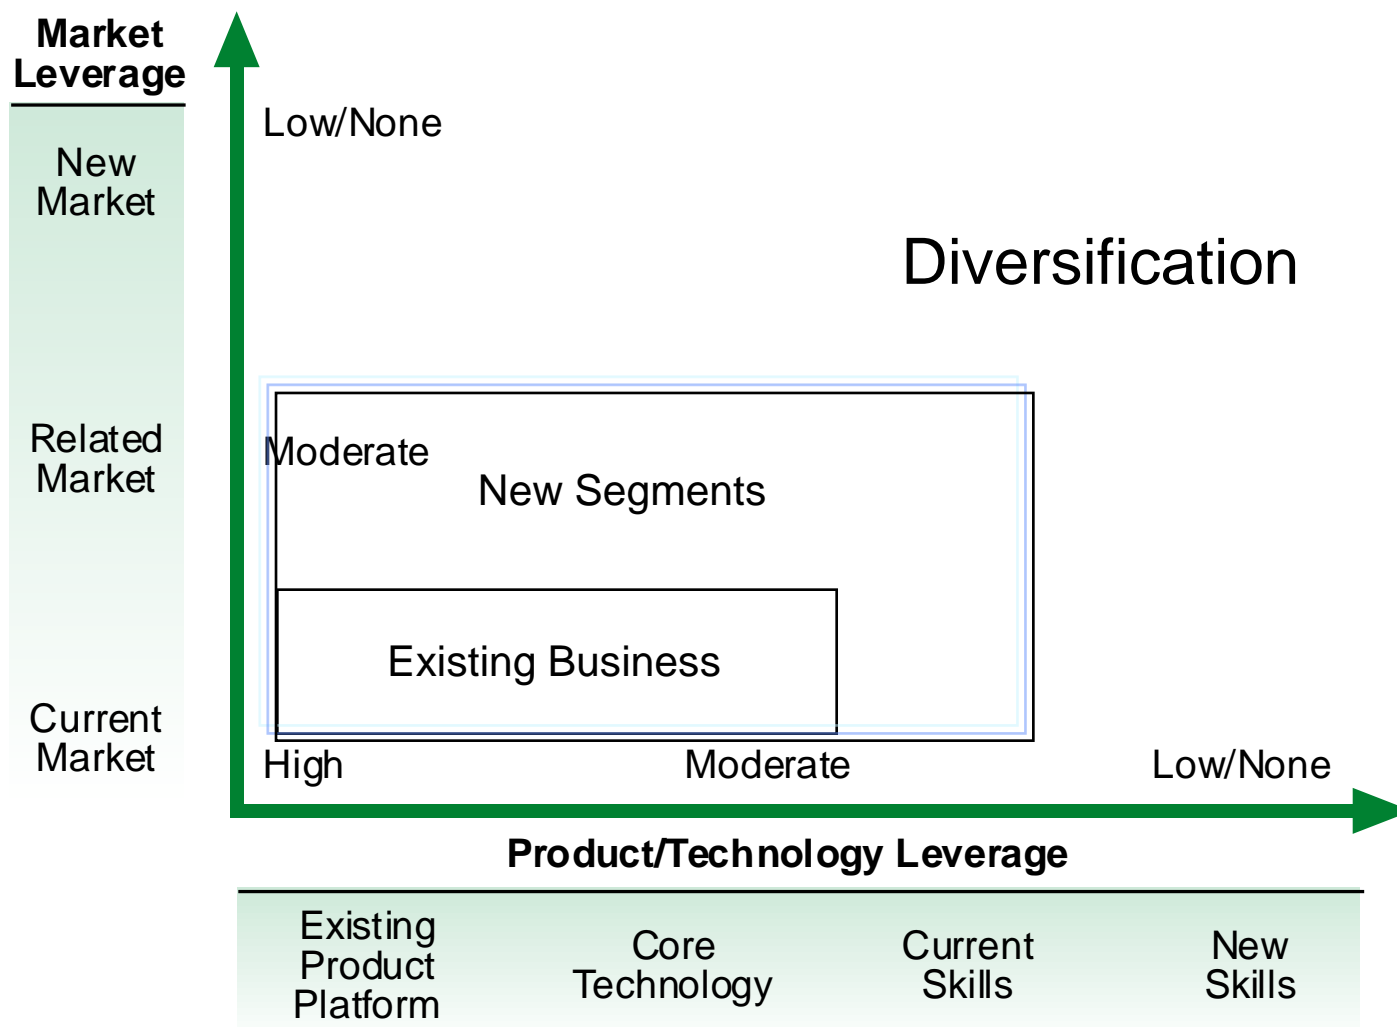 Market
Leverage
New
Market
Related
Market
Current
Market
Low/None
Diversification
Moderate
New Segments
Existing Business
High
Moderate
Low/None
Product/Technology Leverage
Existing
Product
Platform
Core
Technology
Current
Skills
New
Skills